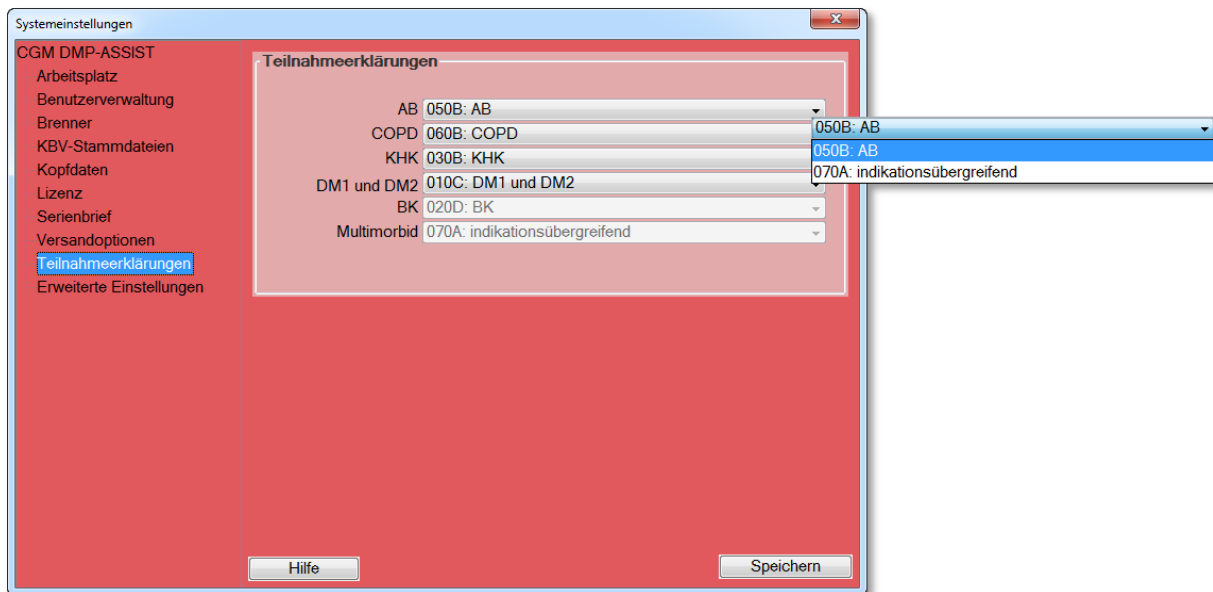 Systemeinstellungen
CGM DMP-ASSIST
Arbeitsplatz
Benutzerverwaltung
Brenner
KBV-Stammdateien
Kopfdaten
Lizenz
Serienbrief
Versandoptionen
Teilnahmeerklärungen
Erweiterte Einstellungen
Teilnahmeerklärungen
AB 050B: AB
COPD 060B: COPD
KHK 030B: KHK
DM1 und DM2 010C: DM1 und DM2
BK 020D: BK
Multimorbid 070A: indikationsübergreifend
050B: AB
050B: AB
070A: indikationsübergreifend
Hilfe
Speichern